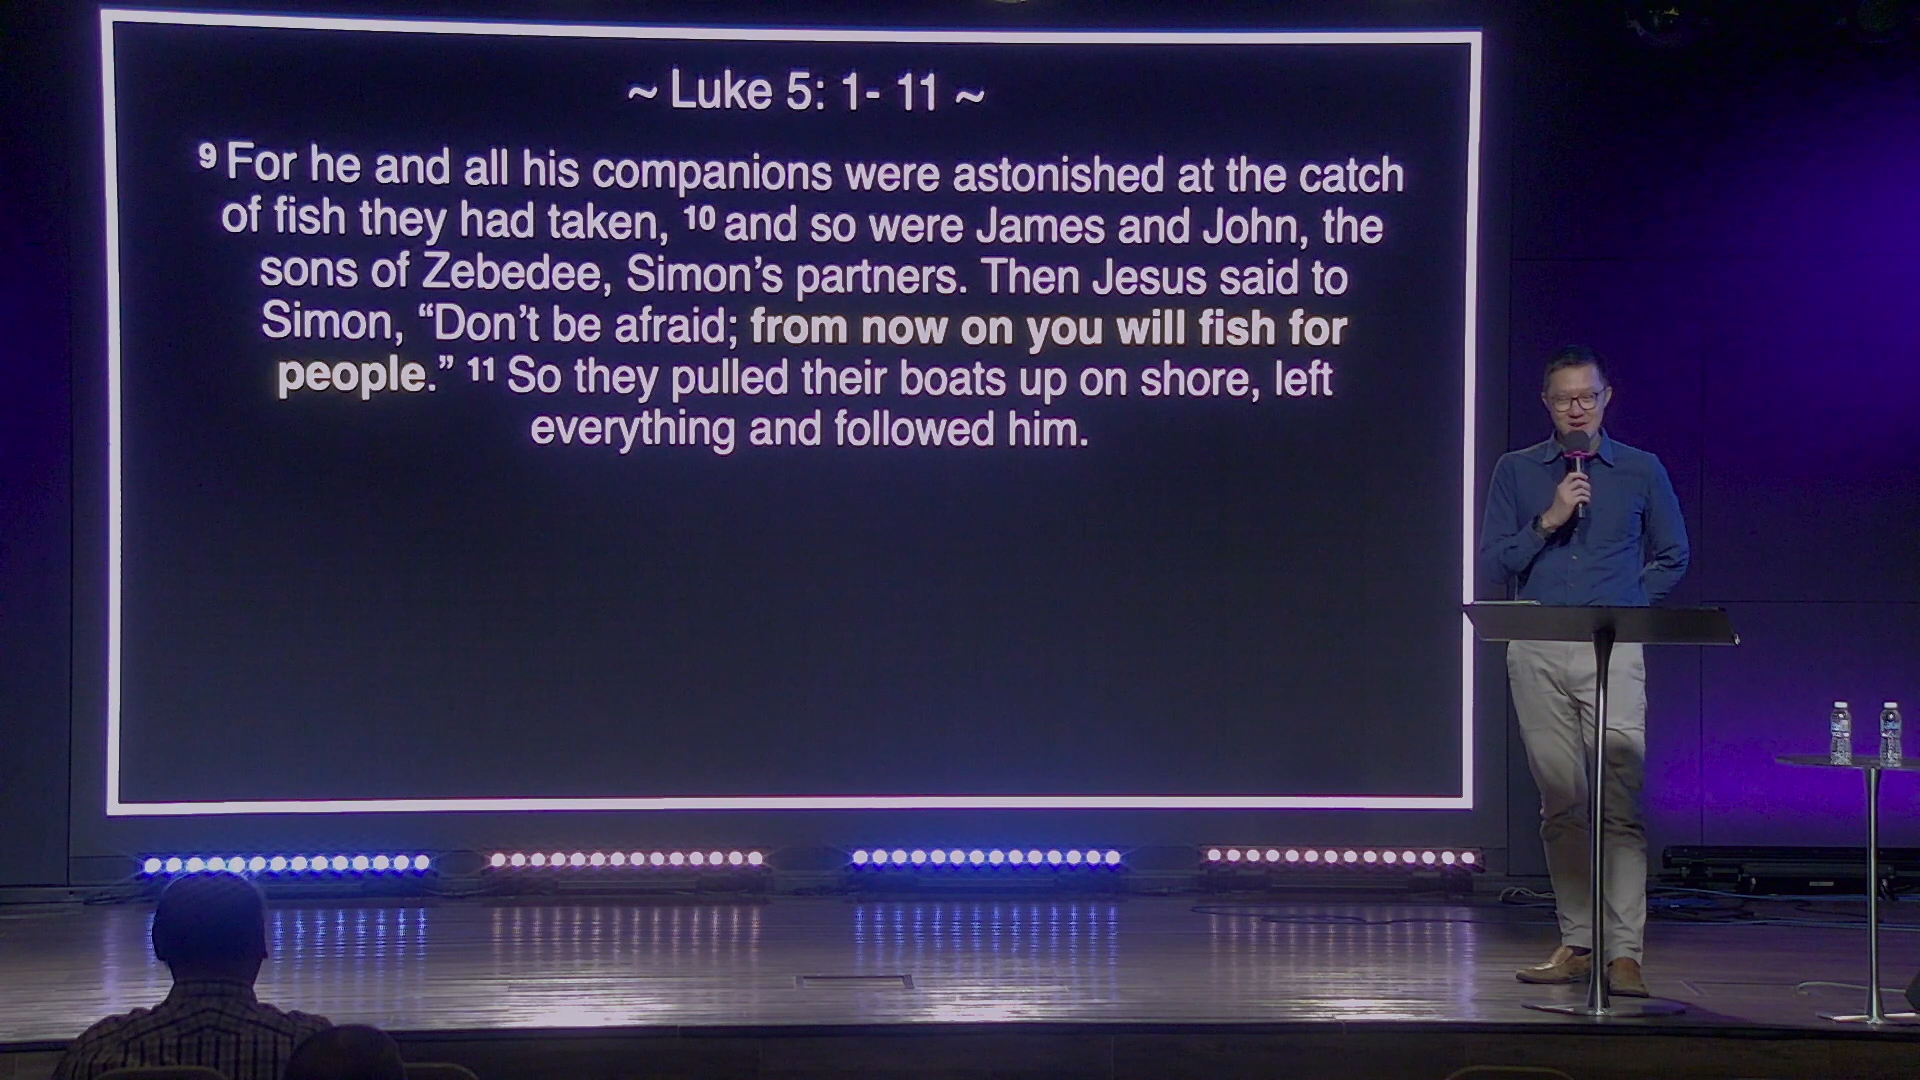 ~ Luke 5: 1- 11 ~
9 For he and all his companions were astonished at the catch
of fish they had taken, 10 and so were James and John, the
sons of Zebedee, Simon’s partners. Then Jesus said to
Simon, “Don’t be afraid; from now on you will fish for
people.” 11 So they pulled their boats up on shore, left
everything and followed him.